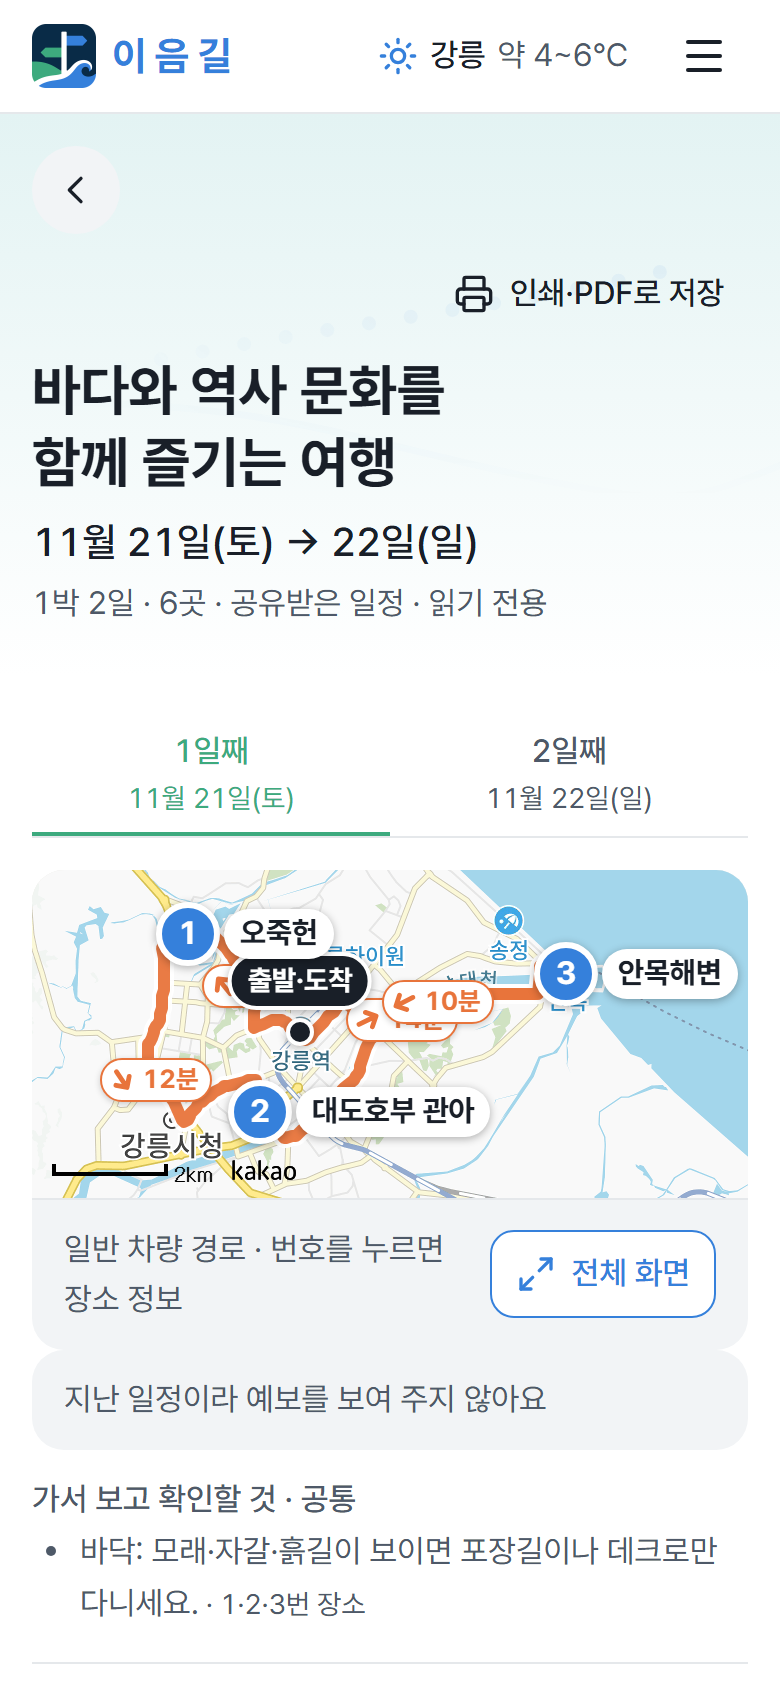 이음길
강릉 약 4~6°C
인쇄·PDF로 저장
바다와 역사 문화를
함께 즐기는 여행
11월 21일(토) → 22일(일)
1박 2일 · 6곳 · 공유받은 일정 · 읽기 전용
1일째
11월 21일(토)
2일째
11월 22일(일)
1
오죽헌
출발·도착
송정
3
안목해변
10분
강릉역
12분
2
대도호부 관아
강릉시청
2km
kakao
일반 차량 경로 · 번호를 누르면
장소 정보
전체 화면
지난 일정이라 예보를 보여 주지 않아요
가서 보고 확인할 것 · 공통
• 바닥: 모래·자갈·흙길이 보이면 포장길이나 데크로만
다니세요. · 1·2·3번 장소